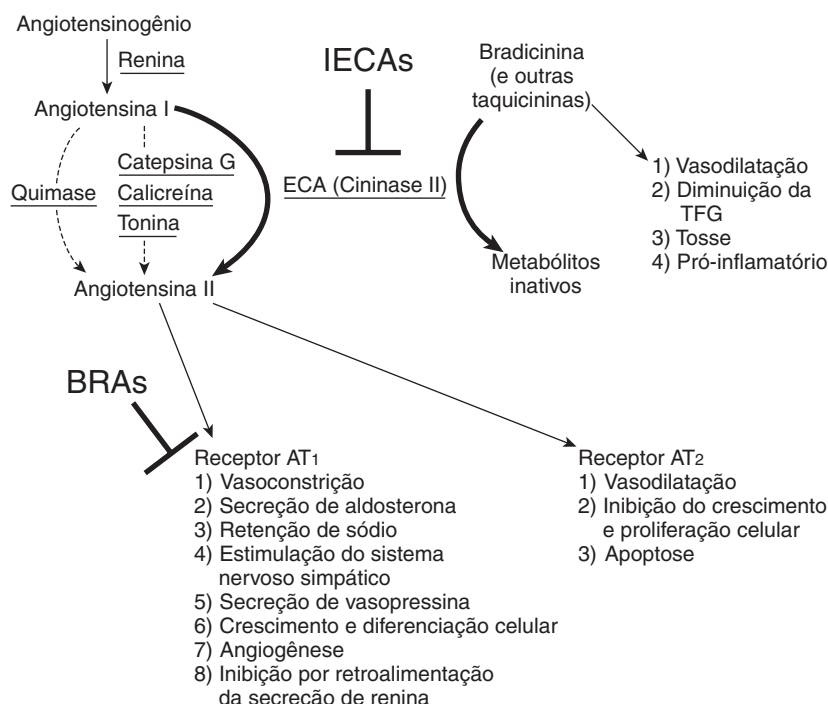 Angiotensinogênio
Renina
Angiotensina I
Quimase
Catepsina G
Calicreína
Tonina
Angiotensina II
IECAs
ECA (Cininase II)
Bradicinina
(e outras
taquicininas)
1) Vasodilatação
2) Diminuição da
TFG
3) Tosse
4) Pró-inflamatório
Metabólitos
inativos
BRAs
Receptor AT1
1) Vasoconstrição
2) Secreção de aldosterona
3) Retenção de sódio
4) Estimulação do sistema
nervoso simpático
5) Secreção de vasopressina
6) Crescimento e diferenciação celular
7) Angiogênese
8) Inibição por retroalimentação
da secreção de renina
Receptor AT2
1) Vasodilatação
2) Inibição do crescimento
e proliferação celular
3) Apoptose